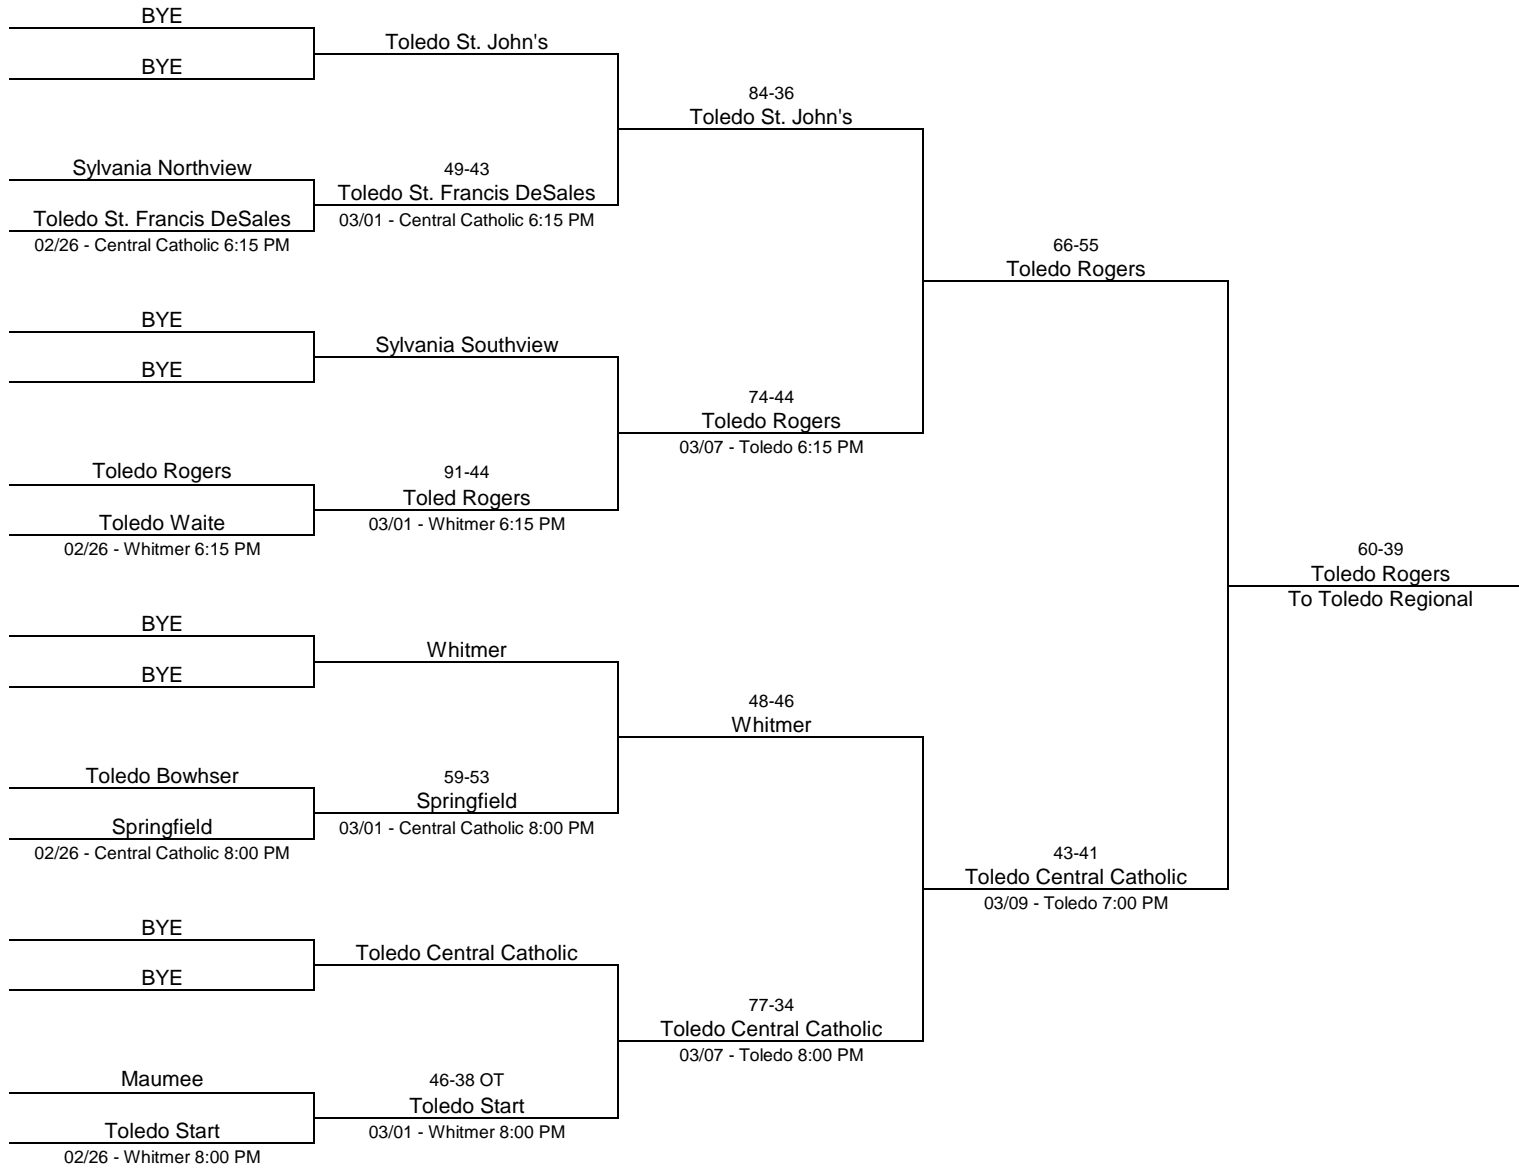 BYE
BYE
Sylvania Northview
Toledo St. Francis DeSales
02/26 - Central Catholic 6:15 PM
BYE
BYE
Toledo Rogers
Toledo Waite
02/26 - Whitmer 6:15 PM
BYE
BYE
Toledo Bowhser
Springfield
02/26 - Central Catholic 8:00 PM
BYE
BYE
Maumee
Toledo Start
02/26 - Whitmer 8:00 PM
Toledo St. John's
49-43
Toledo St. Francis DeSales
03/01 - Central Catholic 6:15 PM
Sylvania Southview
91-44
Toled Rogers
03/01 - Whitmer 6:15 PM
Whitmer
59-53
Springfield
03/01 - Central Catholic 8:00 PM
Toledo Central Catholic
46-38 OT
Toledo Start
03/01 - Whitmer 8:00 PM
84-36
Toledo St. John's
74-44
Toledo Rogers
03/07 - Toledo 6:15 PM
48-46
Whitmer
77-34
Toledo Central Catholic
03/07 - Toledo 8:00 PM
66-55
Toledo Rogers
43-41
Toledo Central Catholic
03/09 - Toledo 7:00 PM
60-39
Toledo Rogers
To Toledo Regional